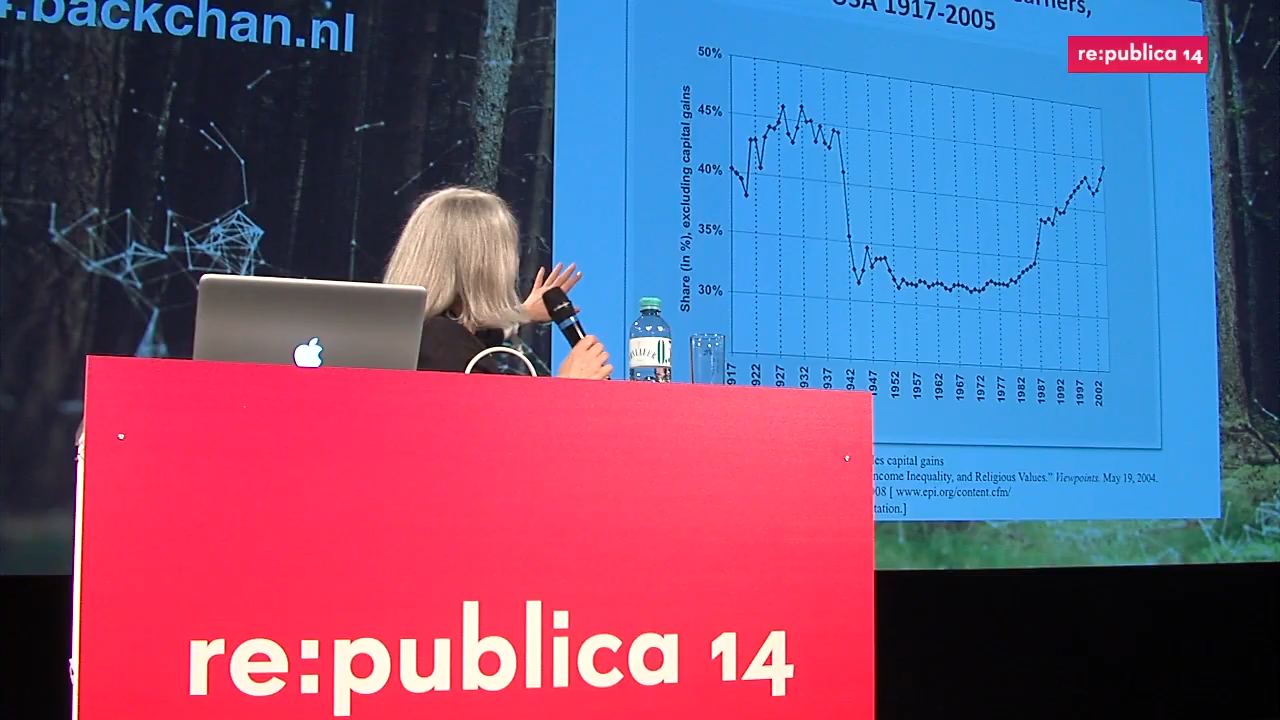 .backchan.nl
earners,
USA 1917-2005
re:publica 14
50%
45%
40%
35%
30%
Share (in %), excluding capital gains
1917
1922
1927
1932
1937
1942
1947
1952
1957
1962
1967
1972
1977
1982
1987
1992
1997
2002
les capital gains
ncome Inequality, and Religious Values." Viewpoints. May 19, 2004.
08 [ www.epi.org/content.cfm/
tation.]
re:publica 14